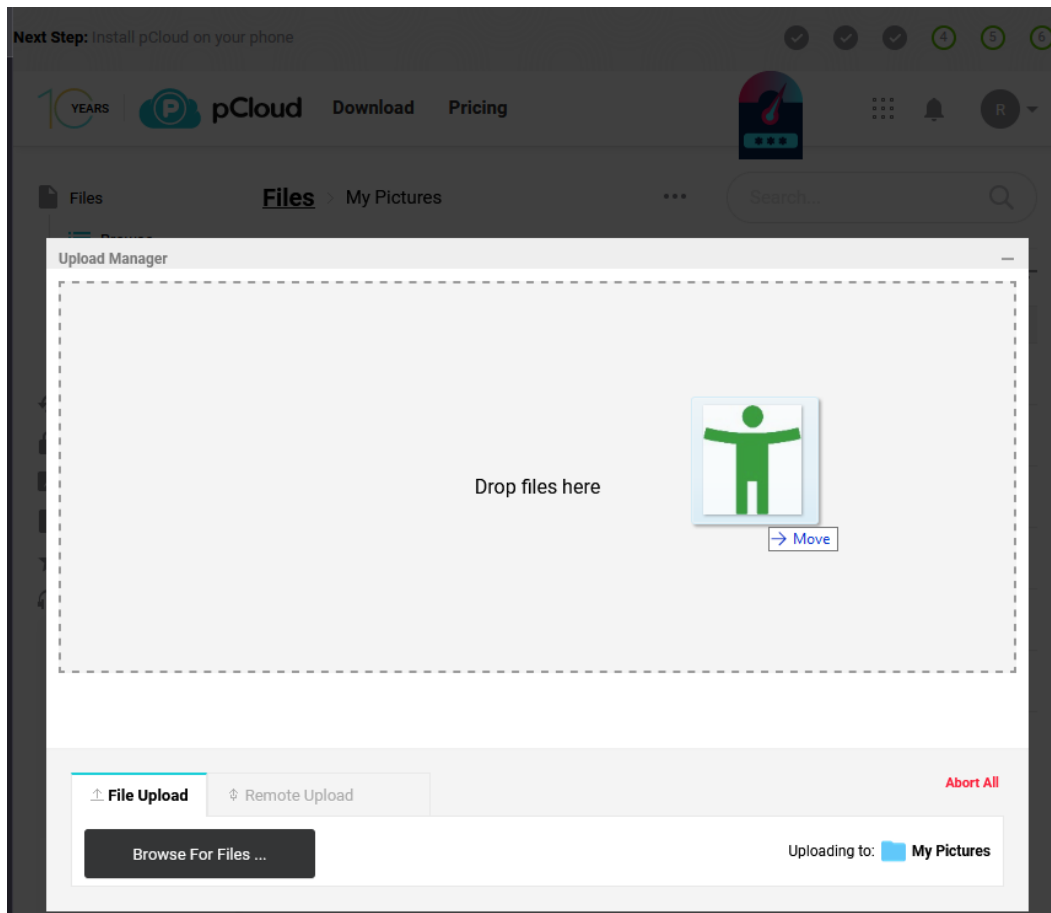 Next Step: Install pCloud on your phone
4 5 6
10 YEARS pCloud Download Pricing
R
Files
Files > My Pictures
Search...
Browse
Upload Manager
Drop files here
→ Move
File Upload
Remote Upload
Abort All
Browse For Files ...
Uploading to: My Pictures